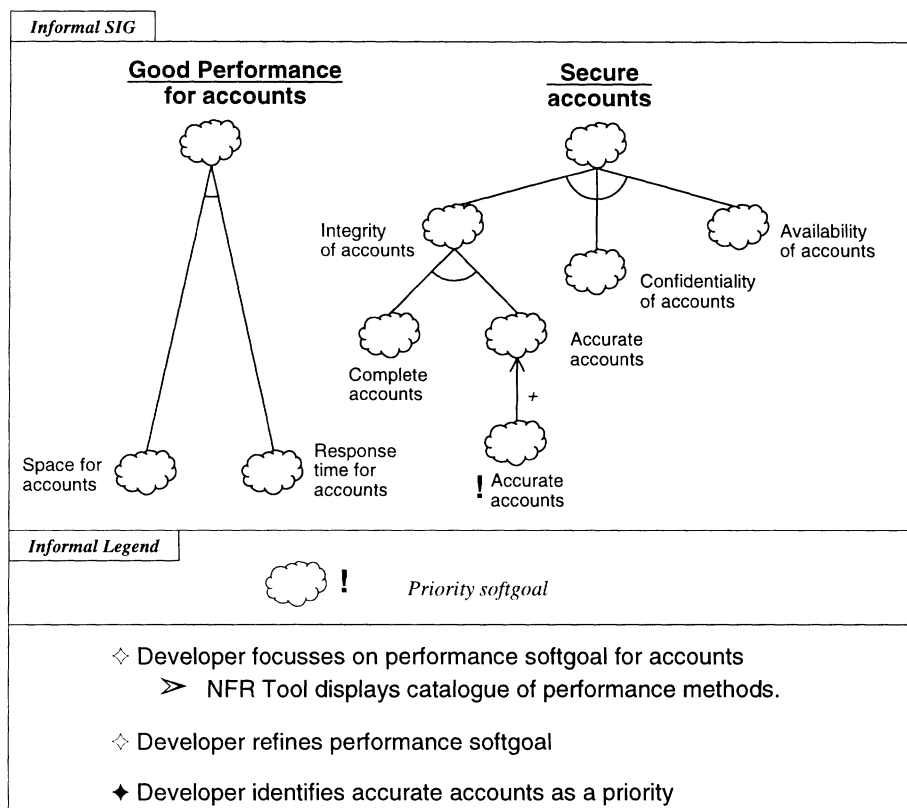 Informal SIG
Good Performance
for accounts
Secure
accounts
Integrity
of accounts
Availability
of accounts
Confidentiality
of accounts
Complete
accounts
Accurate
accounts
+
Space for
accounts
Response
time for
accounts
! Accurate
accounts
Informal Legend
! Priority softgoal
✧ Developer focusses on performance softgoal for accounts
➢ NFR Tool displays catalogue of performance methods.
✧ Developer refines performance softgoal
✦ Developer identifies accurate accounts as a priority